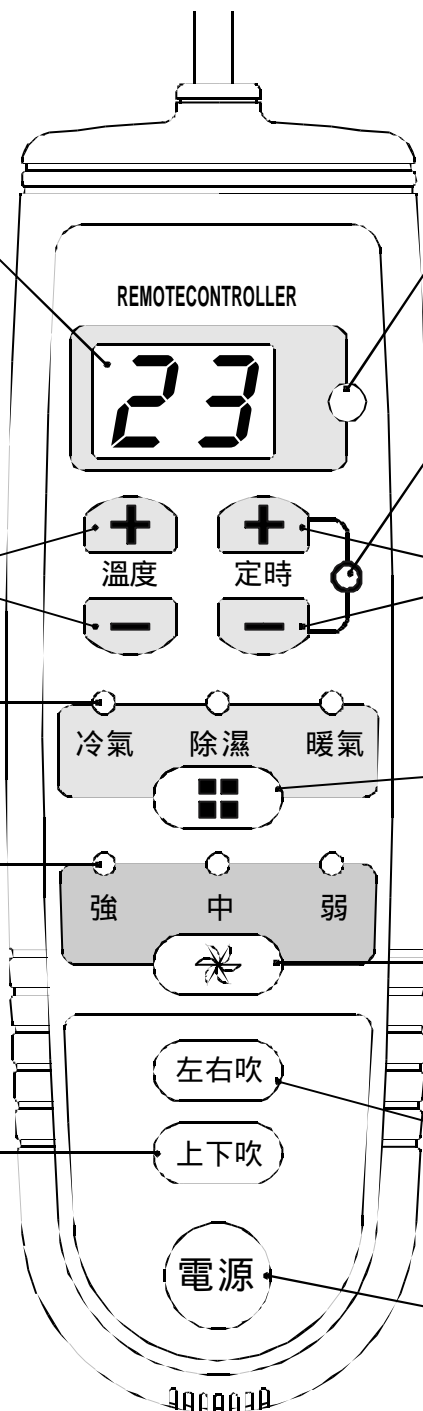 REMOTECONTROLLER
23
溫度 定時
冷氣 除濕 暖氣
強 中 弱
左右吹
上下吹
電源